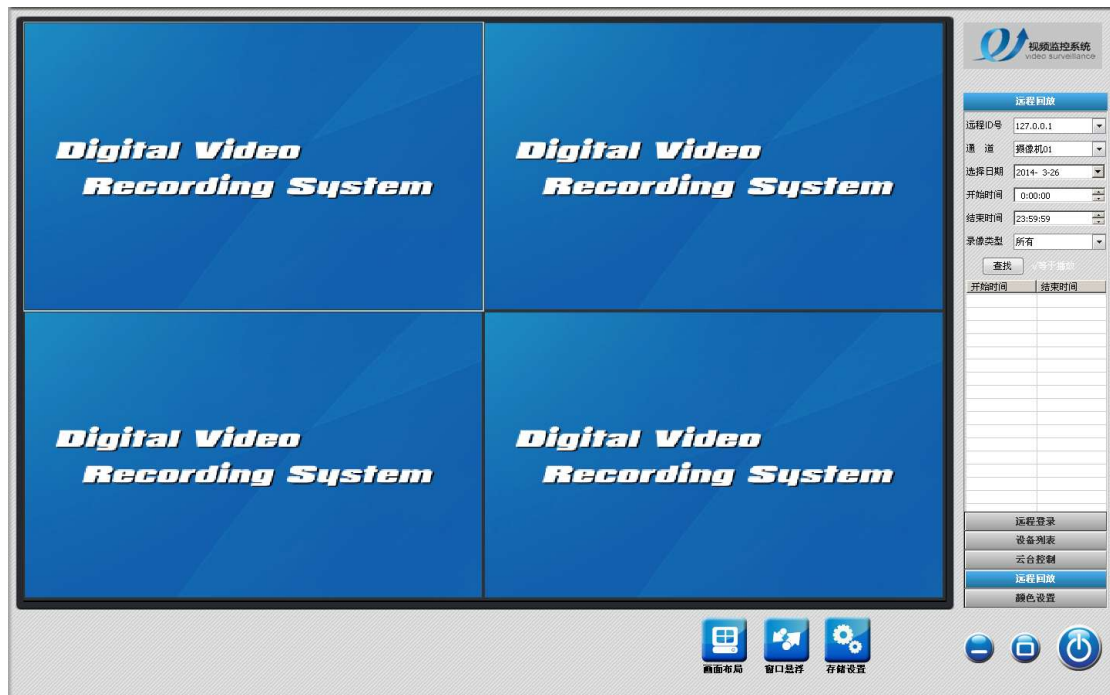 Digital Video
Recording System
Digital Video
Recording System
Digital Video
Recording System
Digital Video
Recording System
视频监控系统
video surveillance
远程回放
远程ID号 127.0.0.1
通 道 摄像机01
选择日期 2014- 3-26
开始时间 0:00:00
结束时间 23:59:59
录像类型 所有
查找
开始时间 结束时间
远程登录
设备列表
云台控制
远程回放
颜色设置
画面布局 窗口悬浮 存储设置